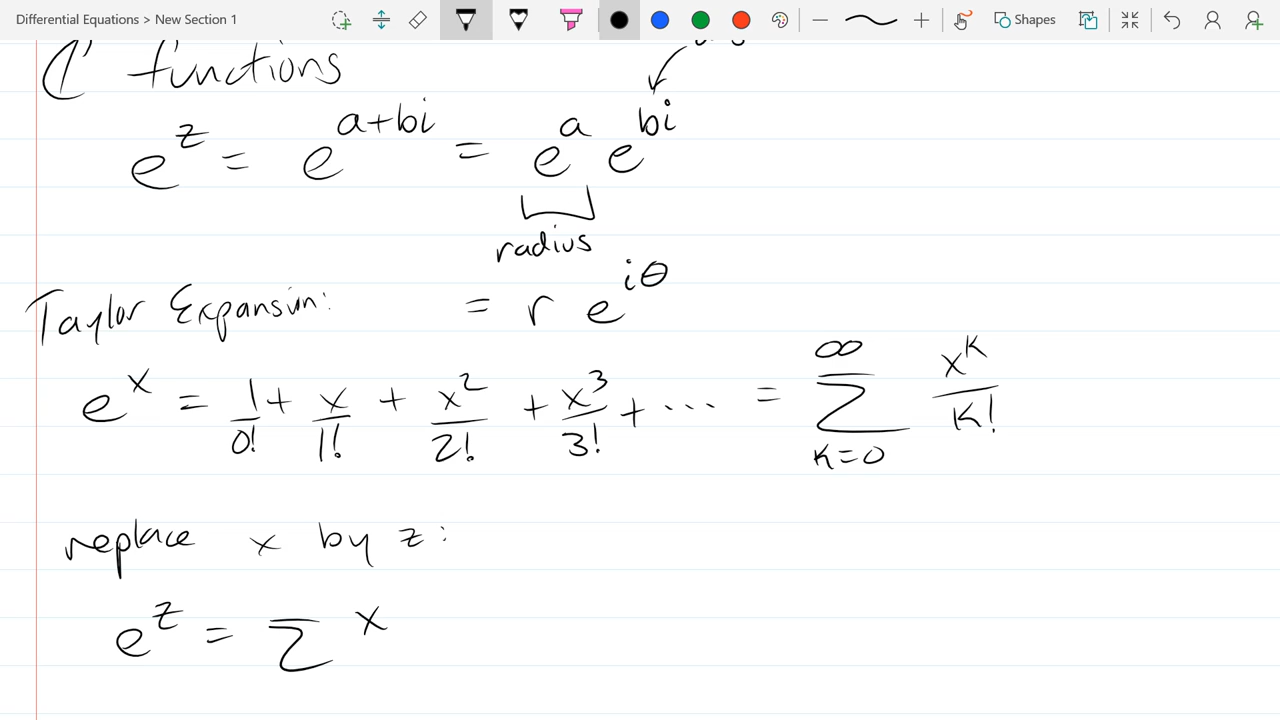 Differential Equations > New Section 1
Shapes
ℂ functions
e^z = e^{a+bi} = e^a e^{bi}
radius
Taylor Expansion: = r e^{iθ}
e^x = 1/0! + x/1! + x^2/2! + x^3/3! + ... = ∑_{k=0}^{∞} x^k/k!
replace x by z:
e^z = ∑ x